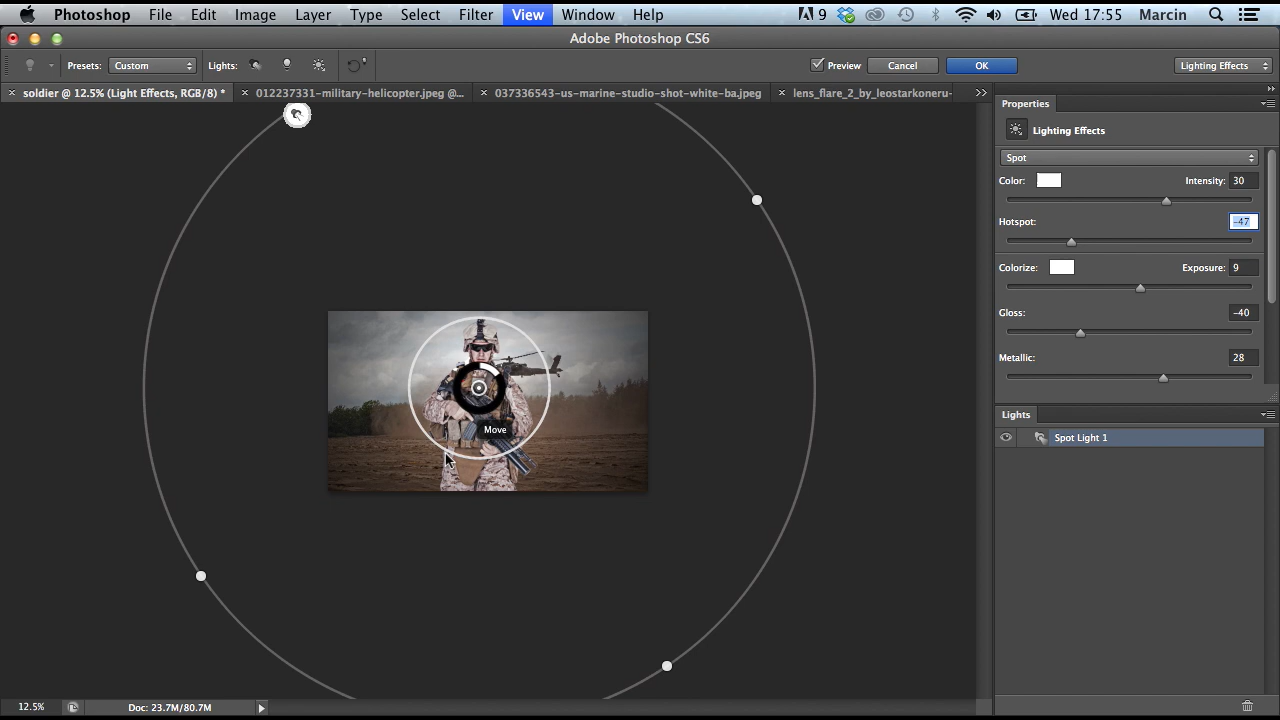 Photoshop File Edit Image Layer Type Select Filter View Window Help 9 Wed 17:55 Marcin
Adobe Photoshop CS6
Presets: Custom Lights: Preview Cancel OK Lighting Effects
× soldier @ 12.5% (Light Effects, RGB/8) * × 012237331-military-helicopter.jpeg @... × 037336543-us-marine-studio-shot-white-ba.jpeg × lens_flare_2_by_leostarkoneru- >>
Properties
Lighting Effects
Spot
Color: Intensity: 30
Hotspot: -47
Colorize: Exposure: 9
Gloss: -40
Metallic: 28
Lights
Spot Light 1
Move
12.5% Doc: 23.7M/80.7M